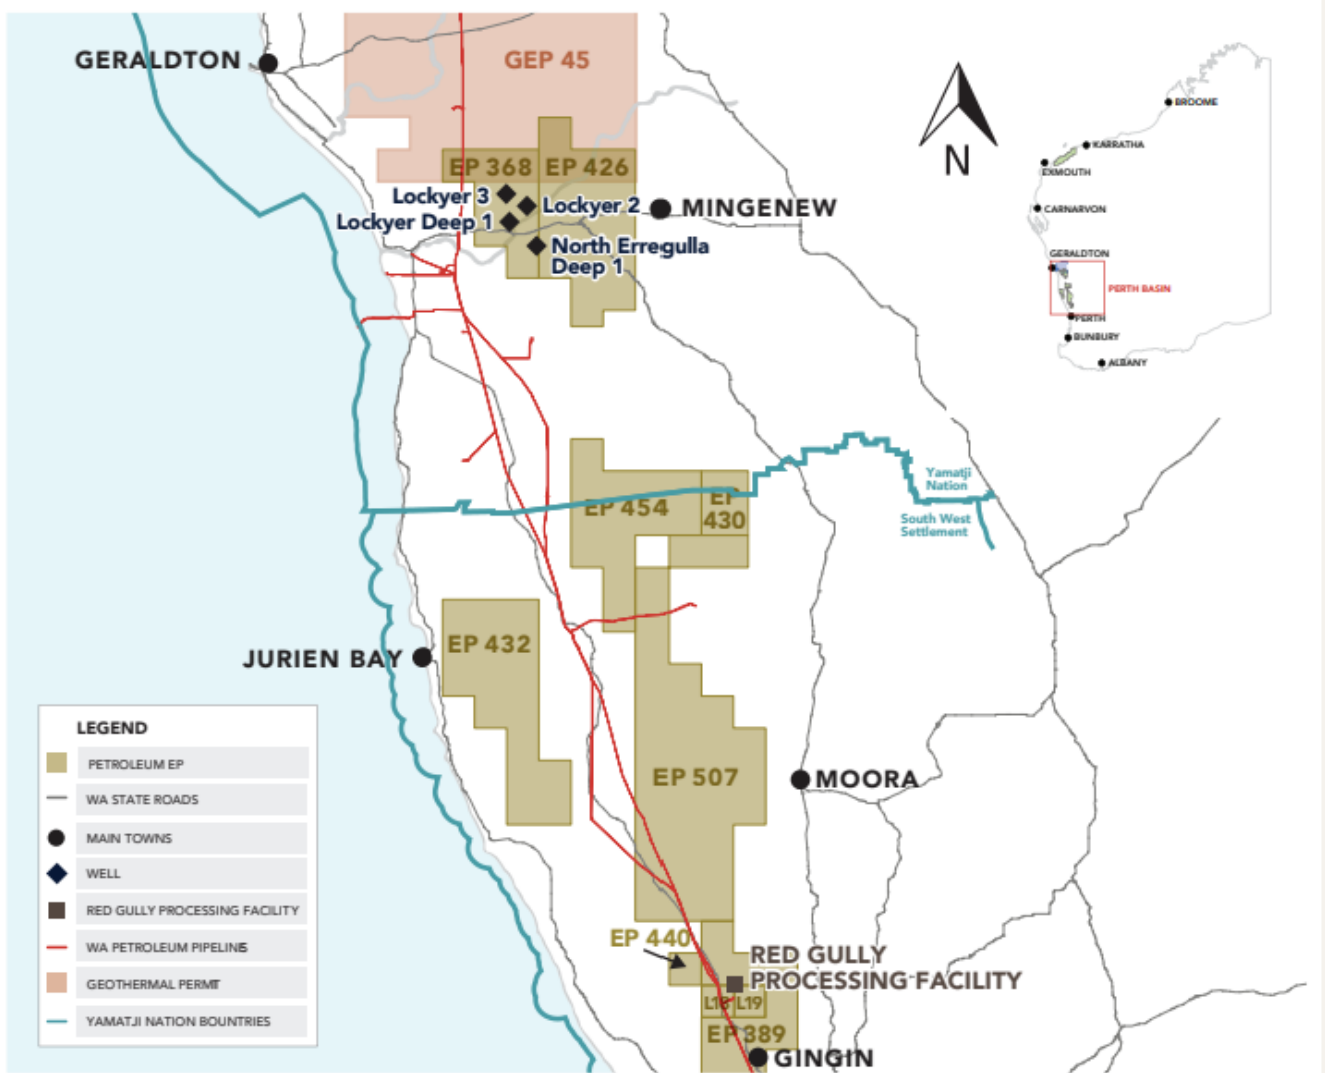 GERALDTON
GEP 45
EP 368
EP 426
Lockyer 3
Lockyer 2
Lockyer Deep 1
North Erregulla
Deep 1
MINGENEW
N
BROOME
KARRATHA
EXMOUTH
CARNARVON
GERALDTON
PERTH BASIN
PERTH
BUNBURY
ALBANY
EP 454
EP
430
Yamatji
Nation
South West
Settlement
EP 432
JURIEN BAY
EP 507
MOORA
EP 440
RED GULLY
PROCESSING FACILITY
L18
L19
EP 389
GINGIN
LEGEND
PETROLEUM EP
WA STATE ROADS
MAIN TOWNS
WELL
RED GULLY PROCESSING FACILITY
WA PETROLEUM PIPELINES
GEOTHERMAL PERMIT
YAMATJI NATION BOUNTRIES